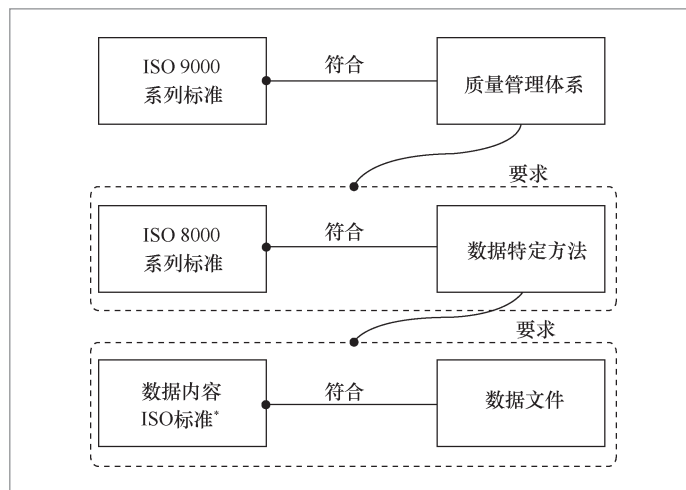 ISO 9000
系列标准
符合
质量管理体系
要求
ISO 8000
系列标准
符合
数据特定方法
要求
数据内容
ISO标准*
符合
数据文件